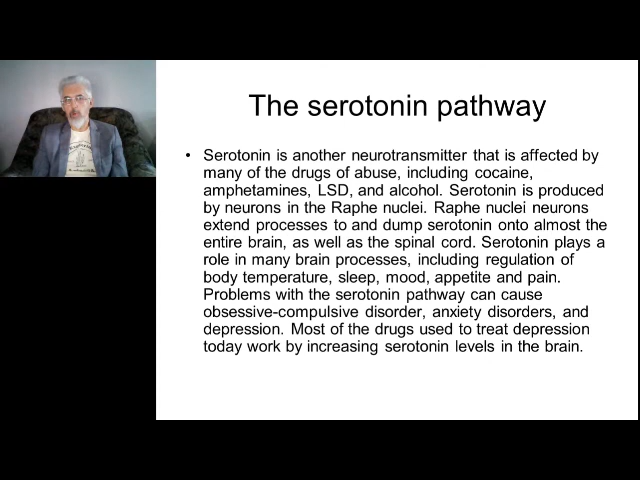 The serotonin pathway
• Serotonin is another neurotransmitter that is affected by
many of the drugs of abuse, including cocaine,
amphetamines, LSD, and alcohol. Serotonin is produced
by neurons in the Raphe nuclei. Raphe nuclei neurons
extend processes to and dump serotonin onto almost the
entire brain, as well as the spinal cord. Serotonin plays a
role in many brain processes, including regulation of
body temperature, sleep, mood, appetite and pain.
Problems with the serotonin pathway can cause
obsessive-compulsive disorder, anxiety disorders, and
depression. Most of the drugs used to treat depression
today work by increasing serotonin levels in the brain.